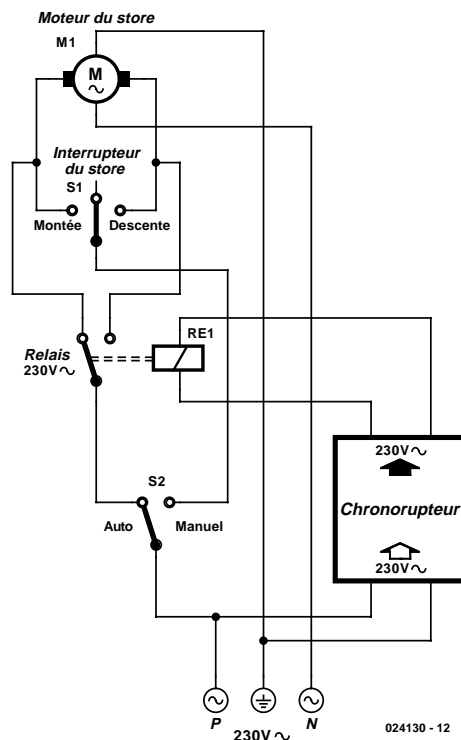 Moteur du store
M1
M
∼
Interrupteur
du store
S1
Montée
Descente
Relais
230V∼
RE1
S2
Auto
Manuel
230V∼
Chronorupteur
230V∼
P
N
230V∼
024130 - 12